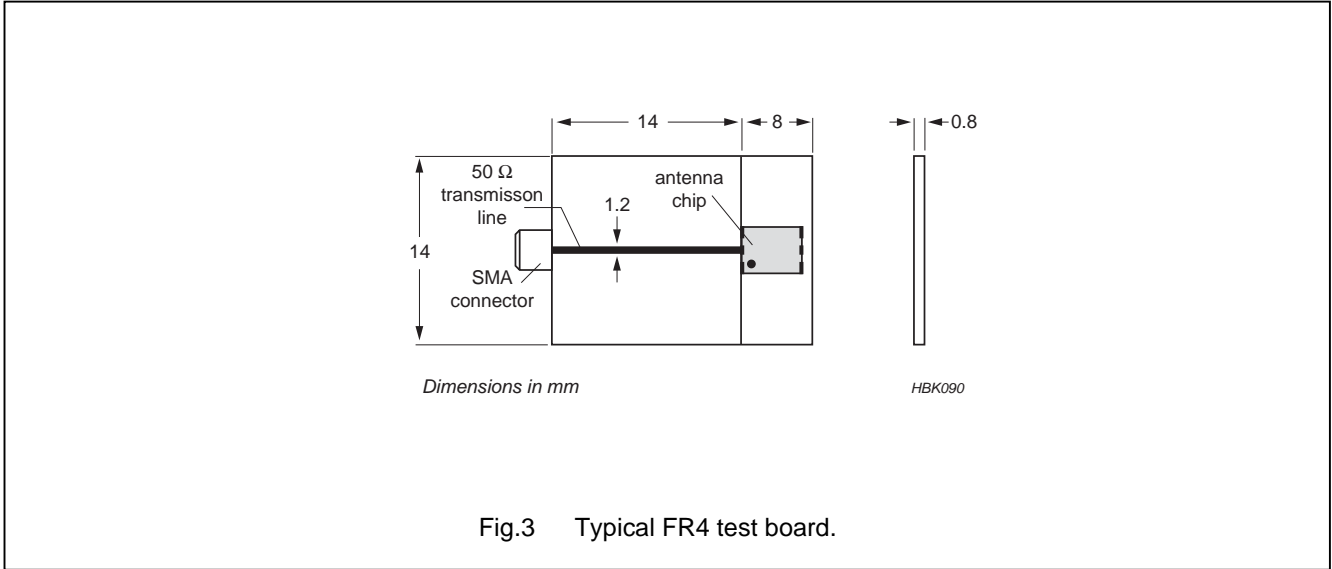 14
8
0.8
50 Ω
transmisson
line
1.2
antenna
chip
14
SMA
connector
Dimensions in mm
HBK090
Fig.3 Typical FR4 test board.